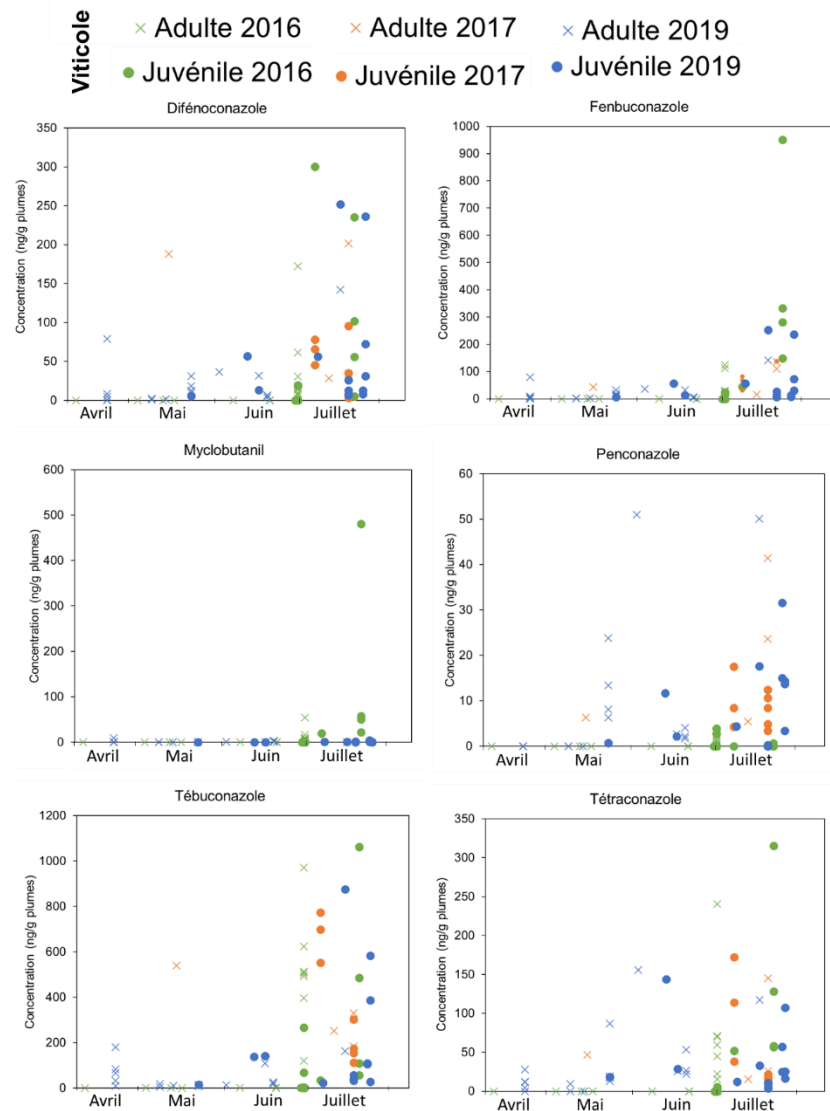 Viticole
× Adulte 2016 × Adulte 2017 × Adulte 2019
● Juvénile 2016 ● Juvénile 2017 ● Juvénile 2019
Difénoconazole
Concentration (ng/g plumes)
350
300
250
200
150
100
50
0
Avril Mai Juin Juillet
Fenbuconazole
Concentration (ng/g plumes)
1000
900
800
700
600
500
400
300
200
100
0
Avril Mai Juin Juillet
Myclobutanil
Concentration (ng/g plumes)
600
500
400
300
200
100
0
Avril Mai Juin Juillet
Penconazole
Concentration (ng/g plumes)
60
50
40
30
20
10
0
Avril Mai Juin Juillet
Tébuconazole
Concentration (ng/g plumes)
1200
1000
800
600
400
200
0
Avril Mai Juin Juillet
Tétraconazole
Concentration (ng/g plumes)
350
300
250
200
150
100
50
0
Avril Mai Juin Juillet